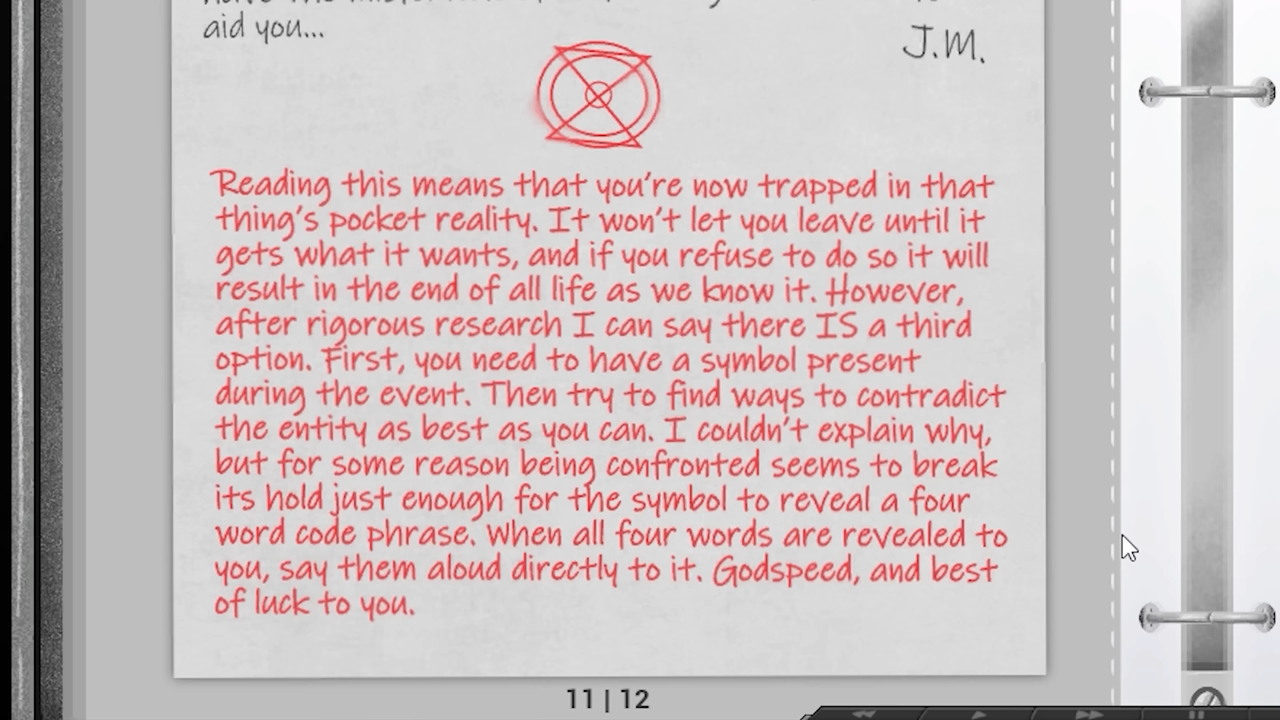 aid you...
J.M.
Reading this means that you're now trapped in that
thing's pocket reality. It won't let you leave until it
gets what it wants, and if you refuse to do so it will
result in the end of all life as we know it. However,
after rigorous research I can say there IS a third
option. First, you need to have a symbol present
during the event. Then try to find ways to contradict
the entity as best as you can. I couldn't explain why,
but for some reason being confronted seems to break
its hold just enough for the symbol to reveal a four
word code phrase. When all four words are revealed to
you, say them aloud directly to it. Godspeed, and best
of luck to you.
11 | 12